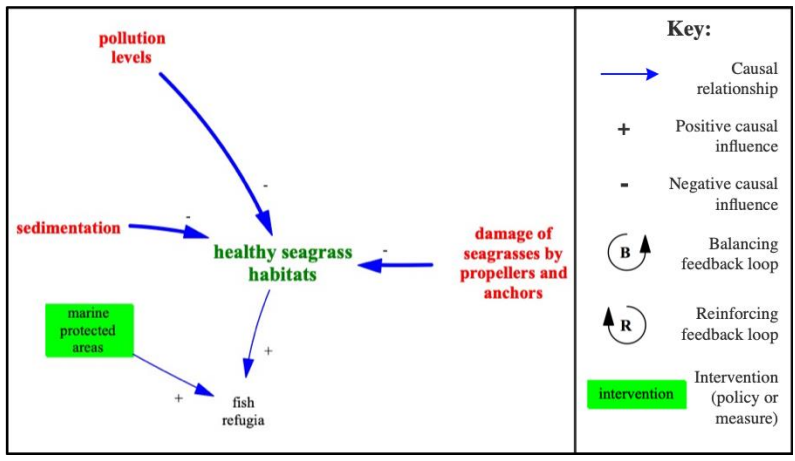 pollution
levels
-
sedimentation
-
healthy seagrass
habitats
-
damage of
seagrasses by
propellers and
anchors
marine
protected
areas
+
+
fish
refugia
Key:
Causal
relationship
+
Positive causal
influence
-
Negative causal
influence
B
Balancing
feedback loop
R
Reinforcing
feedback loop
intervention
Intervention
(policy or
measure)